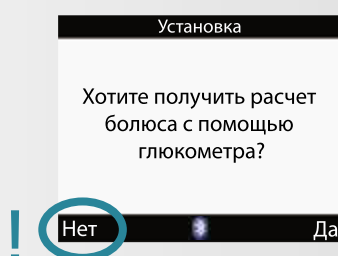 Установка
Хотите получить расчет
болюса с помощью
глюкометра?
! Нет Да